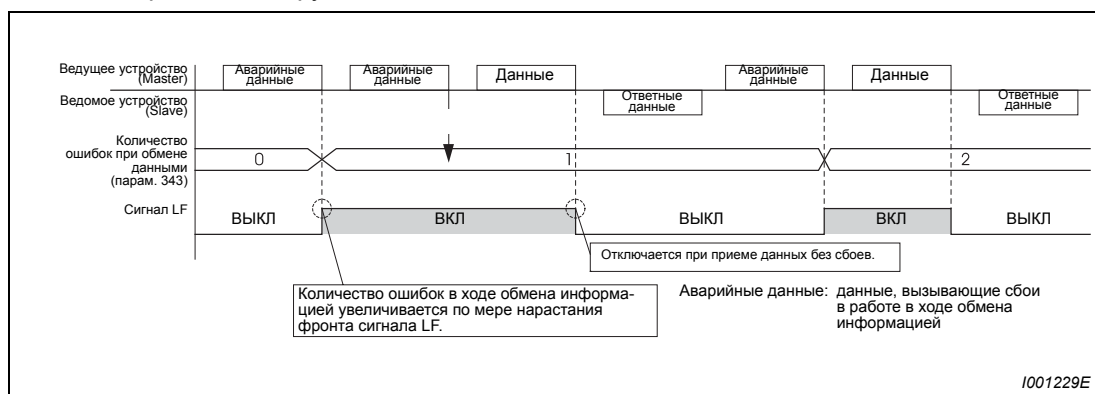 Ведущее устройство
(Master)
Аварийные
данные
Аварийные
данные
Данные
Аварийные
данные
Данные
Ведомое устройство
(Slave)
Ответные
данные
Ответные
данные
Количество
ошибок при обмене
данными
(парам. 343)
0
1
2
Сигнал LF
ВЫКЛ
ВКЛ
ВЫКЛ
ВКЛ
ВЫКЛ
Отключается при приеме данных без сбоев.
Количество ошибок в ходе обмена информа-
цией увеличивается по мере нарастания
фронта сигнала LF.
Аварийные данные: данные, вызывающие сбои
в работе в ходе обмена
информацией
I001229E